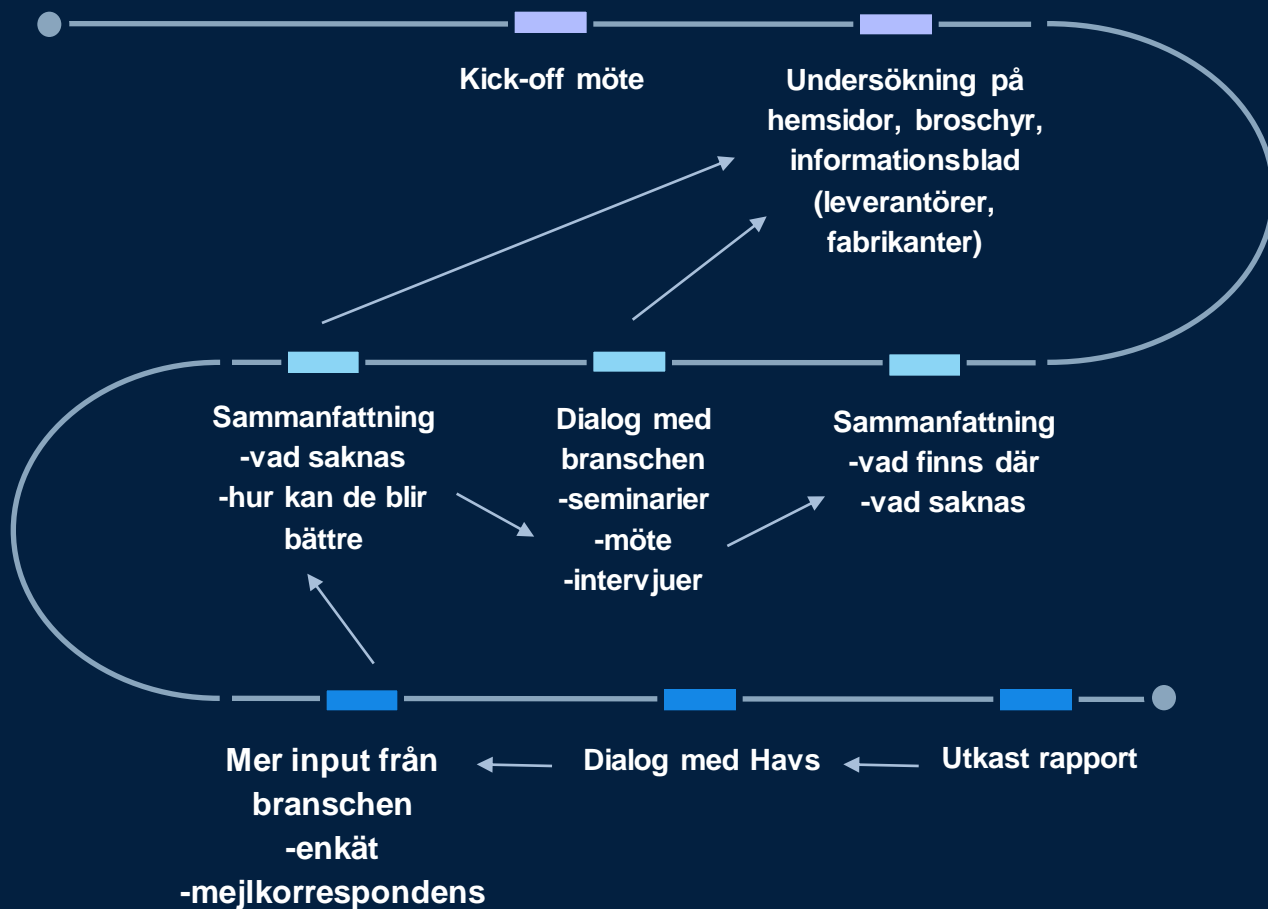 Kick-off möte
Undersökning på
hemsidor, broschyr,
informationsblad
(leverantörer,
fabrikanter)
Sammanfattning
-vad saknas
-hur kan de blir
bättre
Dialog med
branschen
-seminarier
-möte
-intervjuer
Sammanfattning
-vad finns där
-vad saknas
Mer input från
branschen
-enkät
-mejlkorrespondens
Dialog med Havs
Utkast rapport